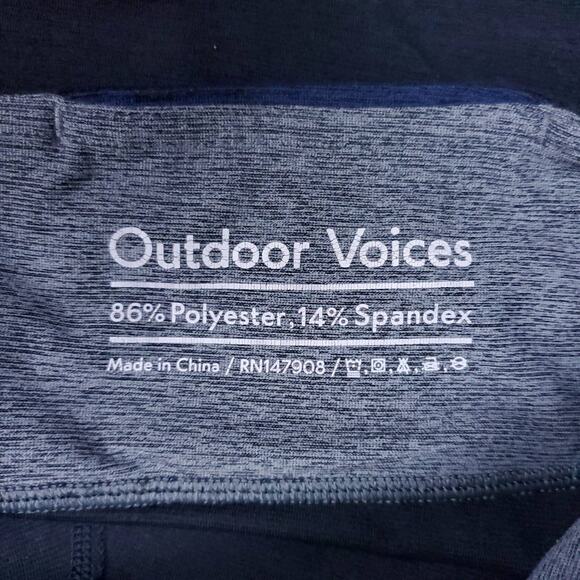 Outdoor Voices
86% Polyester, 14% Spandex
Made in China / RN147908 /